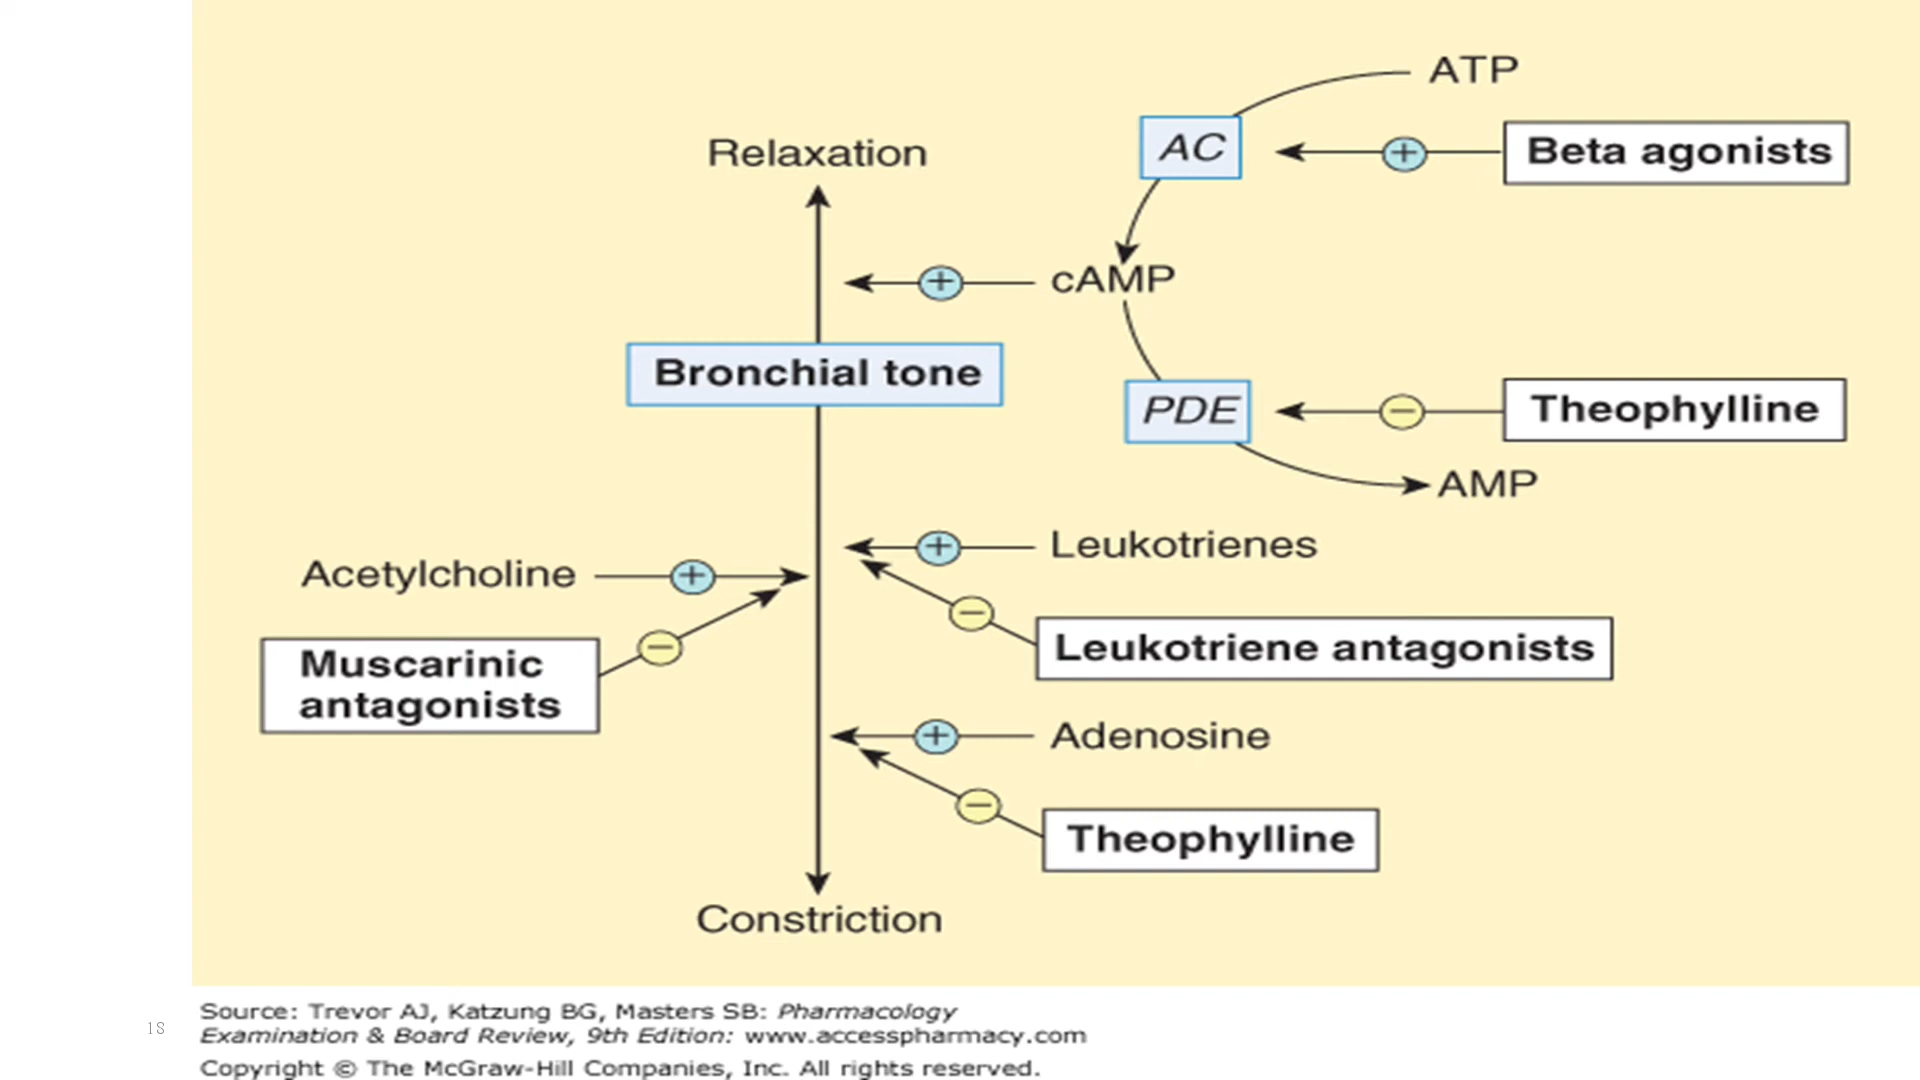 ATP
AC
Beta agonists
Relaxation
cAMP
Bronchial tone
PDE
Theophylline
AMP
Leukotrienes
Acetylcholine
Leukotriene antagonists
Muscarinic
antagonists
Adenosine
Theophylline
Constriction
Source: Trevor AJ, Katzung BG, Masters SB: Pharmacology
Examination & Board Review, 9th Edition: www.accesspharmacy.com
Copyright © The McGraw-Hill Companies, Inc. All rights reserved.
18